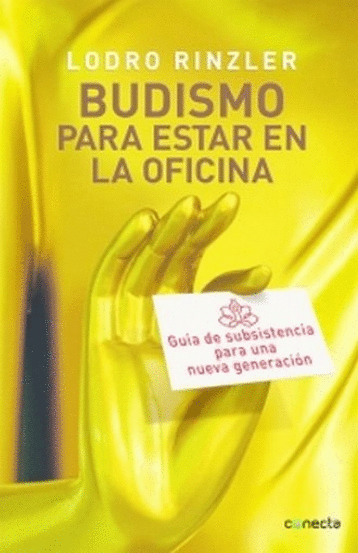 LODRO RINZLER
BUDISMO
PARA ESTAR EN
LA OFICINA
Guía de subsistencia
para una
nueva generación
conecta